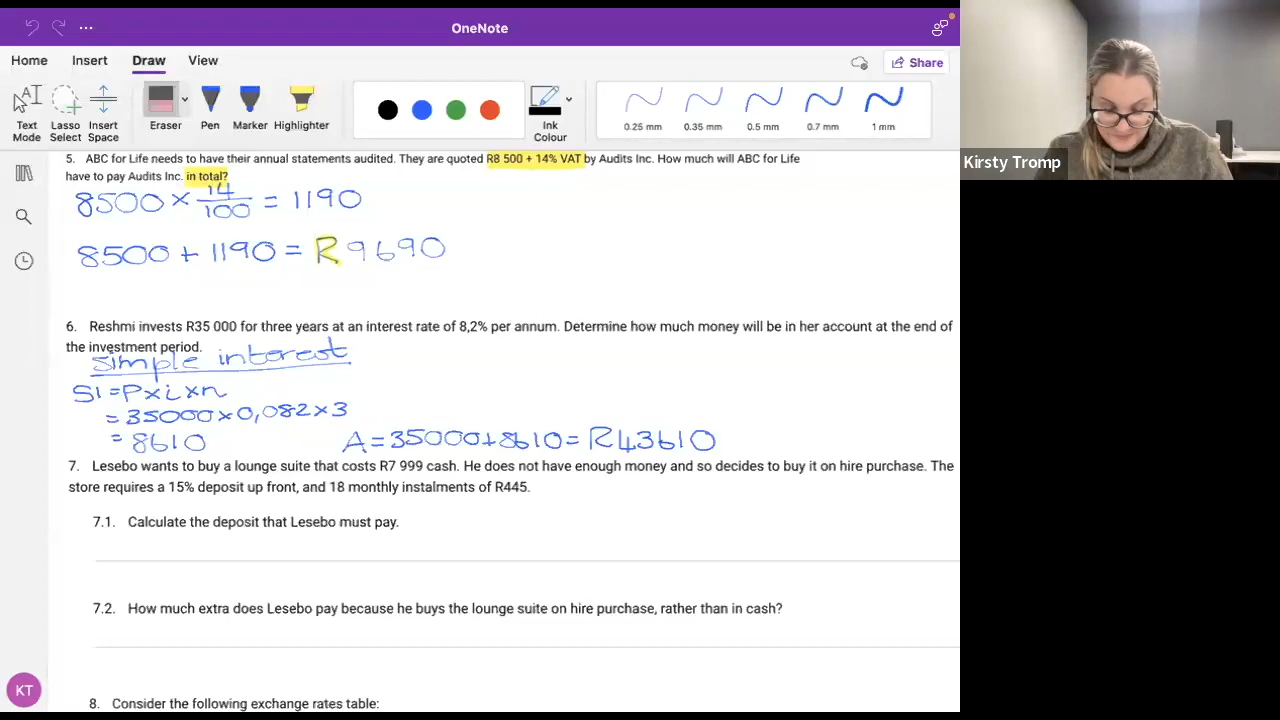 OneNote
Home Insert Draw View
Share
Text Mode
Lasso Select
Insert Space
Eraser
Pen
Marker
Highlighter
Ink Colour
0.25 mm
0.35 mm
0.5 mm
0.7 mm
1 mm
Kirsty Tromp
5. ABC for Life needs to have their annual statements audited. They are quoted R8 500 + 14% VAT by Audits Inc. How much will ABC for Life
have to pay Audits Inc. in total?
8500 × 14/100 = 1190
8500 + 1190 = R9690
6. Reshmi invests R35 000 for three years at an interest rate of 8,2% per annum. Determine how much money will be in her account at the end of
the investment period.
simple interest
SI = P×i×n
= 35000×0,082×3
= 8610 A = 35000+8610 = R43610
7. Lesebo wants to buy a lounge suite that costs R7 999 cash. He does not have enough money and so decides to buy it on hire purchase. The
store requires a 15% deposit up front, and 18 monthly instalments of R445.
7.1. Calculate the deposit that Lesebo must pay.
7.2. How much extra does Lesebo pay because he buys the lounge suite on hire purchase, rather than in cash?
KT
8. Consider the following exchange rates table: